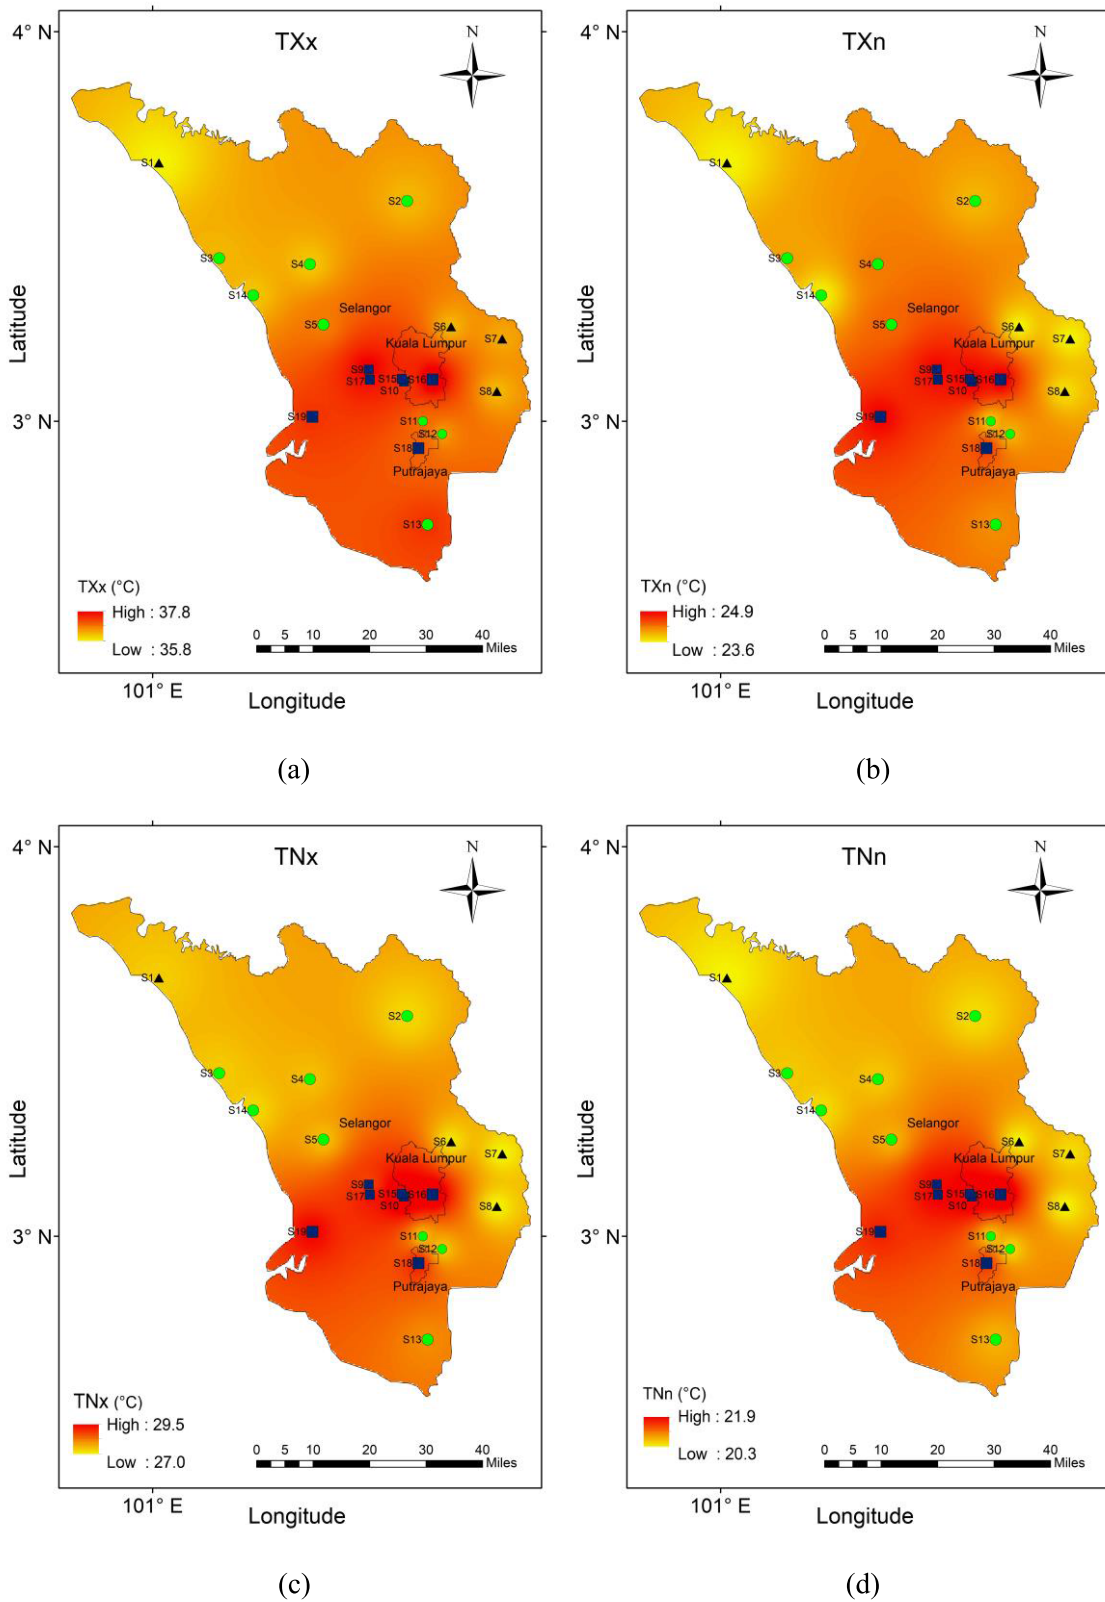 4° N
TXx
N
S1
S2
S3
S4
S14
Selangor
S5
S6
Kuala Lumpur
S7
S9
S17
S15
S10
S16
S8
S19
S11
S12
S18
Putrajaya
S13
3° N
Latitude
TXx (°C)
High : 37.8
Low : 35.8
0 5 10 20 30 40
Miles
101° E
Longitude
(a)
4° N
TXn
N
S1
S2
S3
S4
S14
Selangor
S5
S6
Kuala Lumpur
S7
S9
S17
S15
S10
S16
S8
S19
S11
S12
S18
Putrajaya
S13
3° N
Latitude
TXn (°C)
High : 24.9
Low : 23.6
0 5 10 20 30 40
Miles
101° E
Longitude
(b)
4° N
TNx
N
S1
S2
S3
S4
S14
Selangor
S5
S6
Kuala Lumpur
S7
S9
S17
S15
S10
S16
S8
S19
S11
S12
S18
Putrajaya
S13
3° N
Latitude
TNx (°C)
High : 29.5
Low : 27.0
0 5 10 20 30 40
Miles
101° E
Longitude
(c)
4° N
TNn
N
S1
S2
S3
S4
S14
Selangor
S5
S6
Kuala Lumpur
S7
S9
S17
S15
S10
S16
S8
S19
S11
S12
S18
Putrajaya
S13
3° N
Latitude
TNn (°C)
High : 21.9
Low : 20.3
0 5 10 20 30 40
Miles
101° E
Longitude
(d)